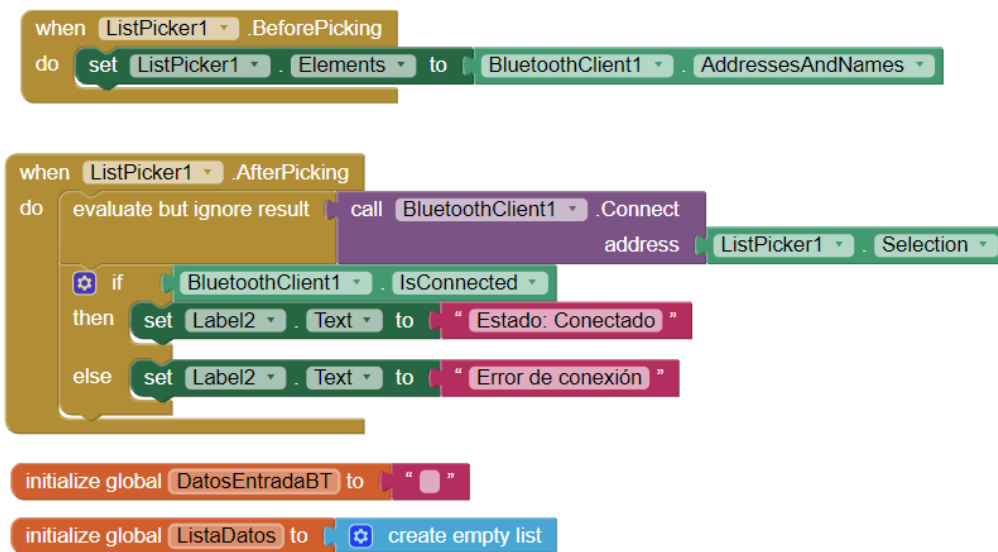 when ListPicker1 .BeforePicking
do set ListPicker1 . Elements to BluetoothClient1 . AddressesAndNames
when ListPicker1 .AfterPicking
do evaluate but ignore result call BluetoothClient1 .Connect
address ListPicker1 . Selection
if BluetoothClient1 . IsConnected
then set Label2 . Text to “ Estado: Conectado ”
else set Label2 . Text to “ Error de conexión ”
initialize global DatosEntradaBT to “ ”
initialize global ListaDatos to create empty list